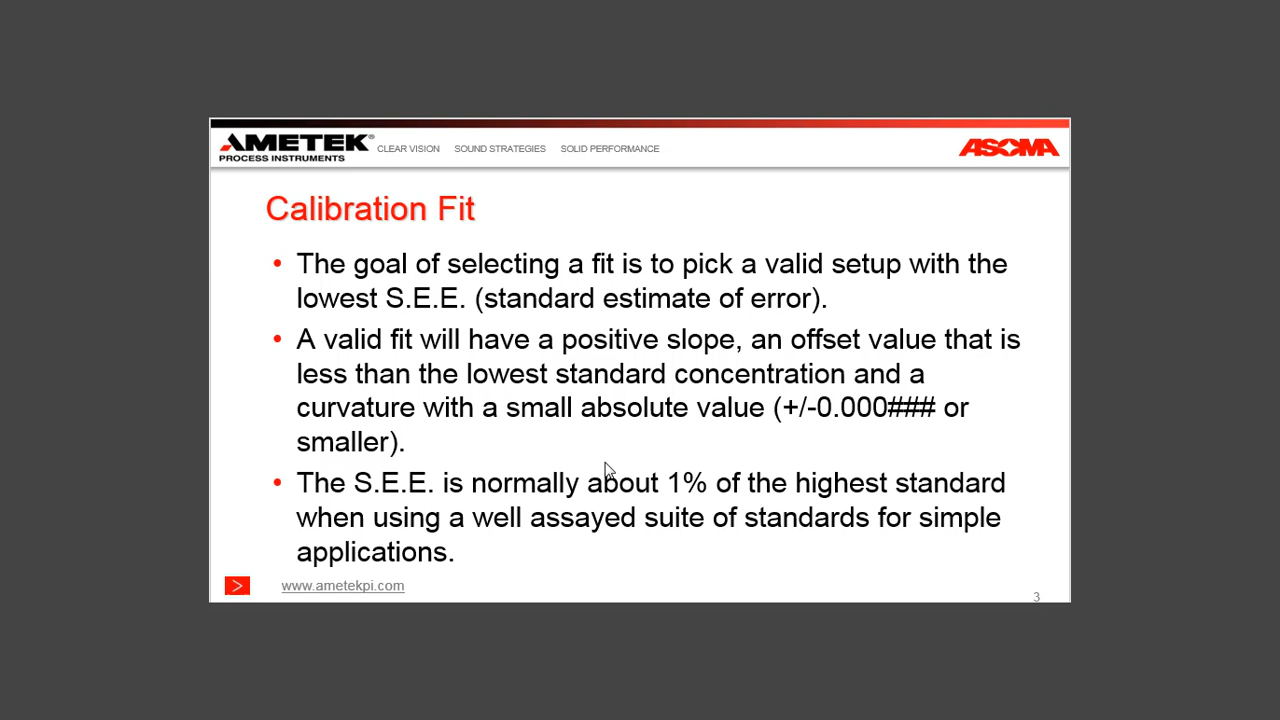 AMETEK®
PROCESS INSTRUMENTS
CLEAR VISION SOUND STRATEGIES SOLID PERFORMANCE
ASOMA
Calibration Fit
• The goal of selecting a fit is to pick a valid setup with the
lowest S.E.E. (standard estimate of error).
• A valid fit will have a positive slope, an offset value that is
less than the lowest standard concentration and a
curvature with a small absolute value (+/-0.000### or
smaller).
• The S.E.E. is normally about 1% of the highest standard
when using a well assayed suite of standards for simple
applications.
> www.ametekpi.com
3